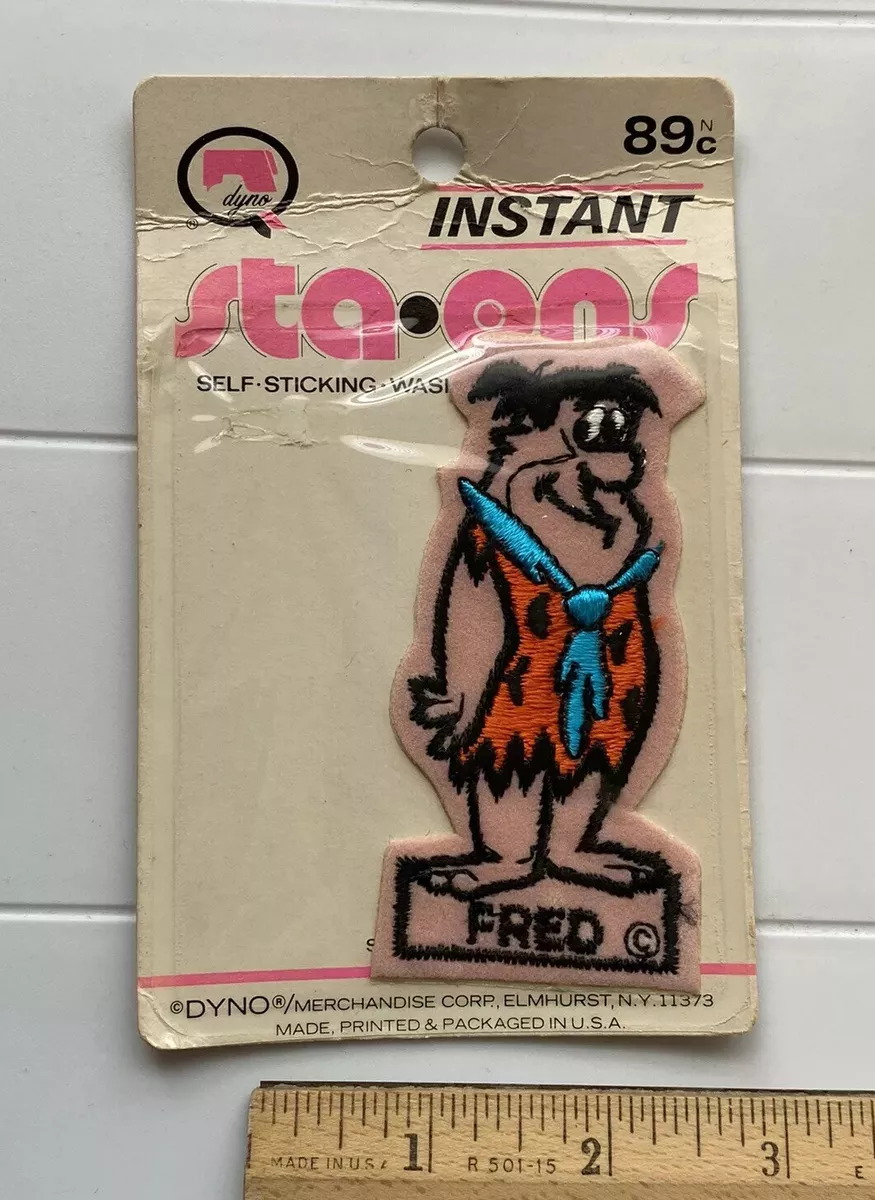 89 N
C
dyno
®
INSTANT
sta•ons
SELF•STICKING•WAS
FRED ©
©DYNO®/MERCHANDISE CORP., ELMHURST, N.Y. 11373
MADE, PRINTED & PACKAGED IN U.S.A.
MADE IN U.S.A 1 R 501-15 2 3 E